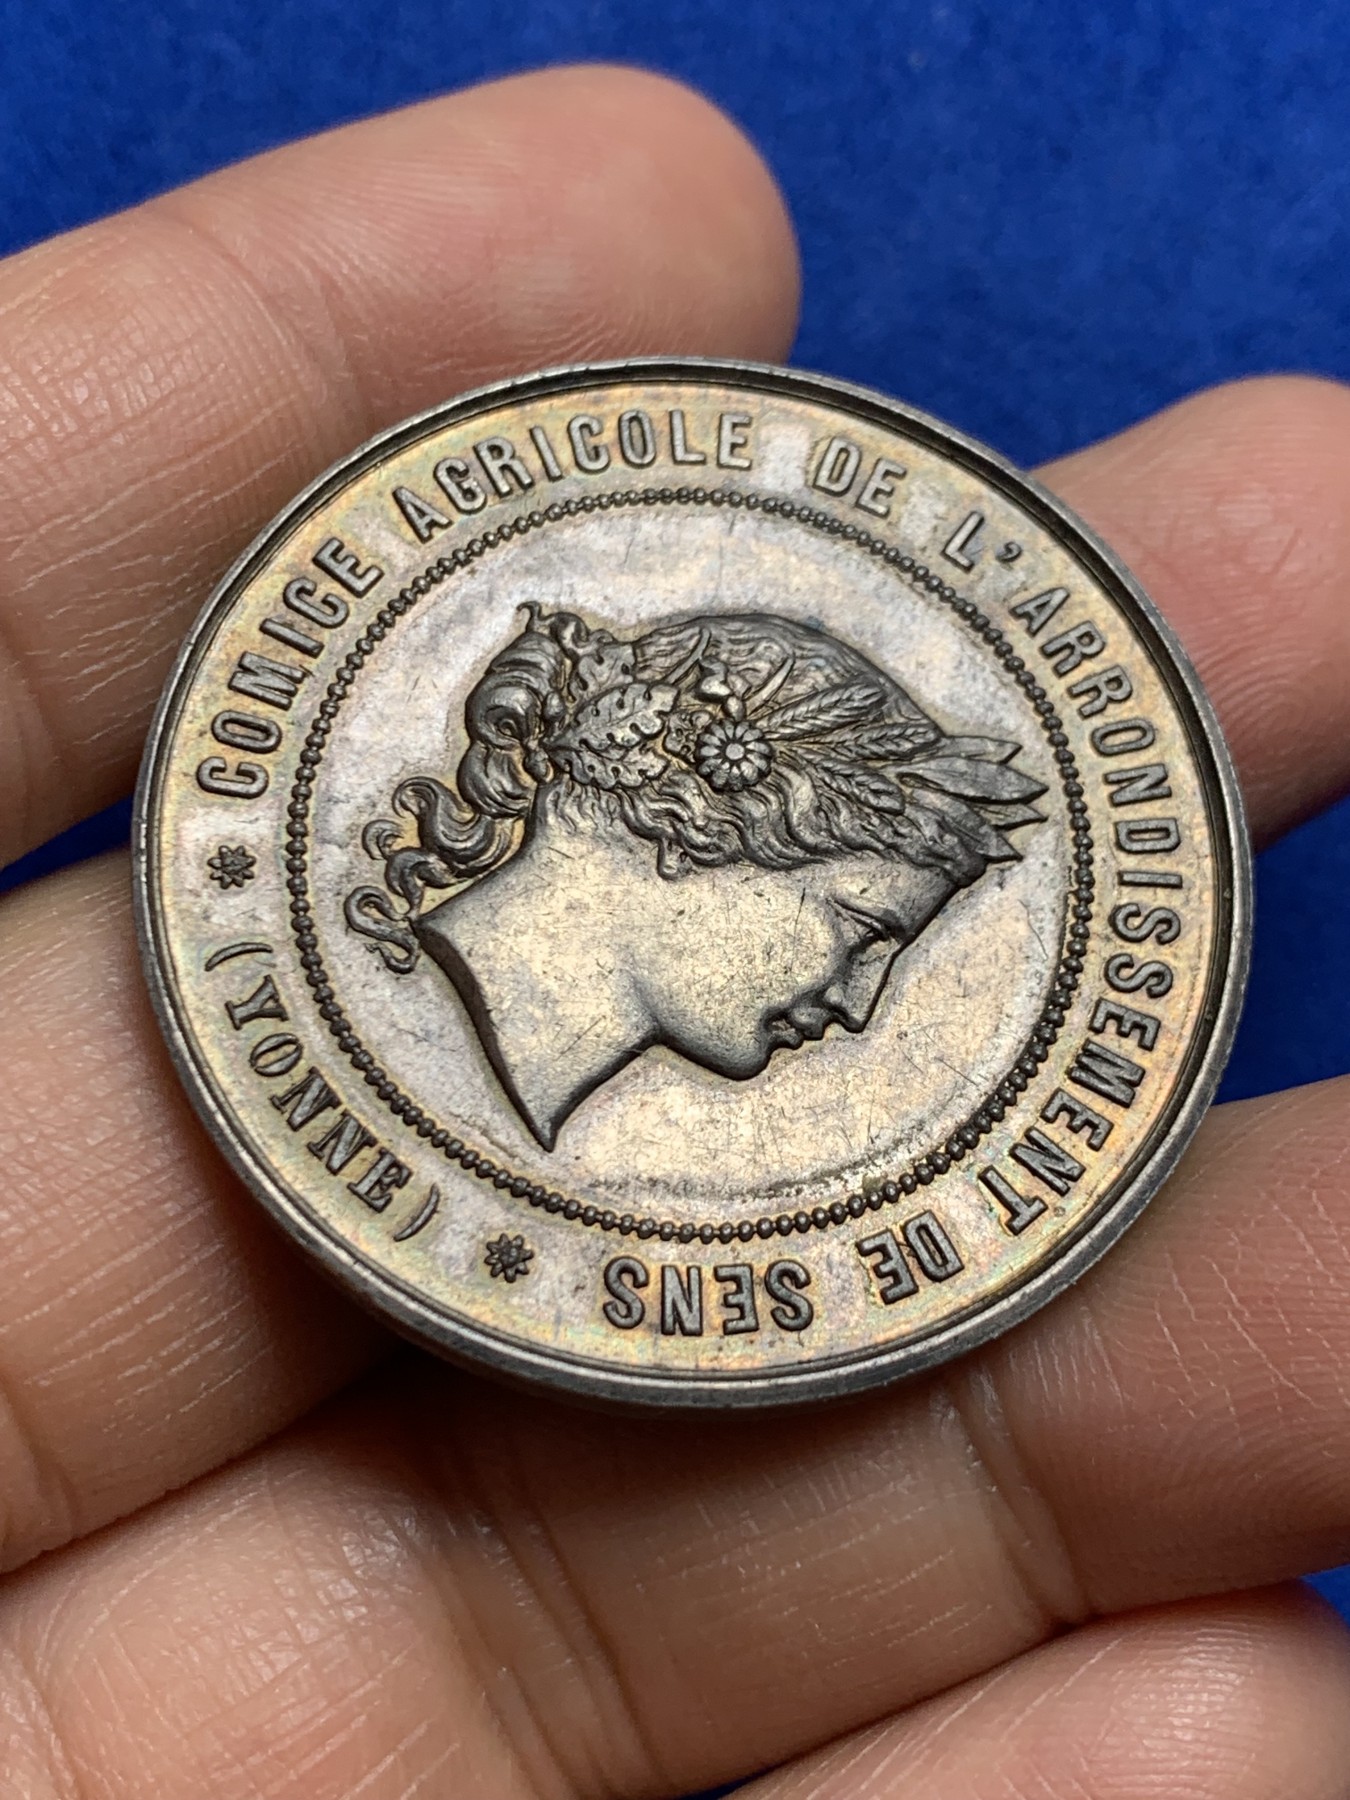 COMICE AGRICOLE DE L'ARRONDISSEMENT DE SENS
(YONNE)